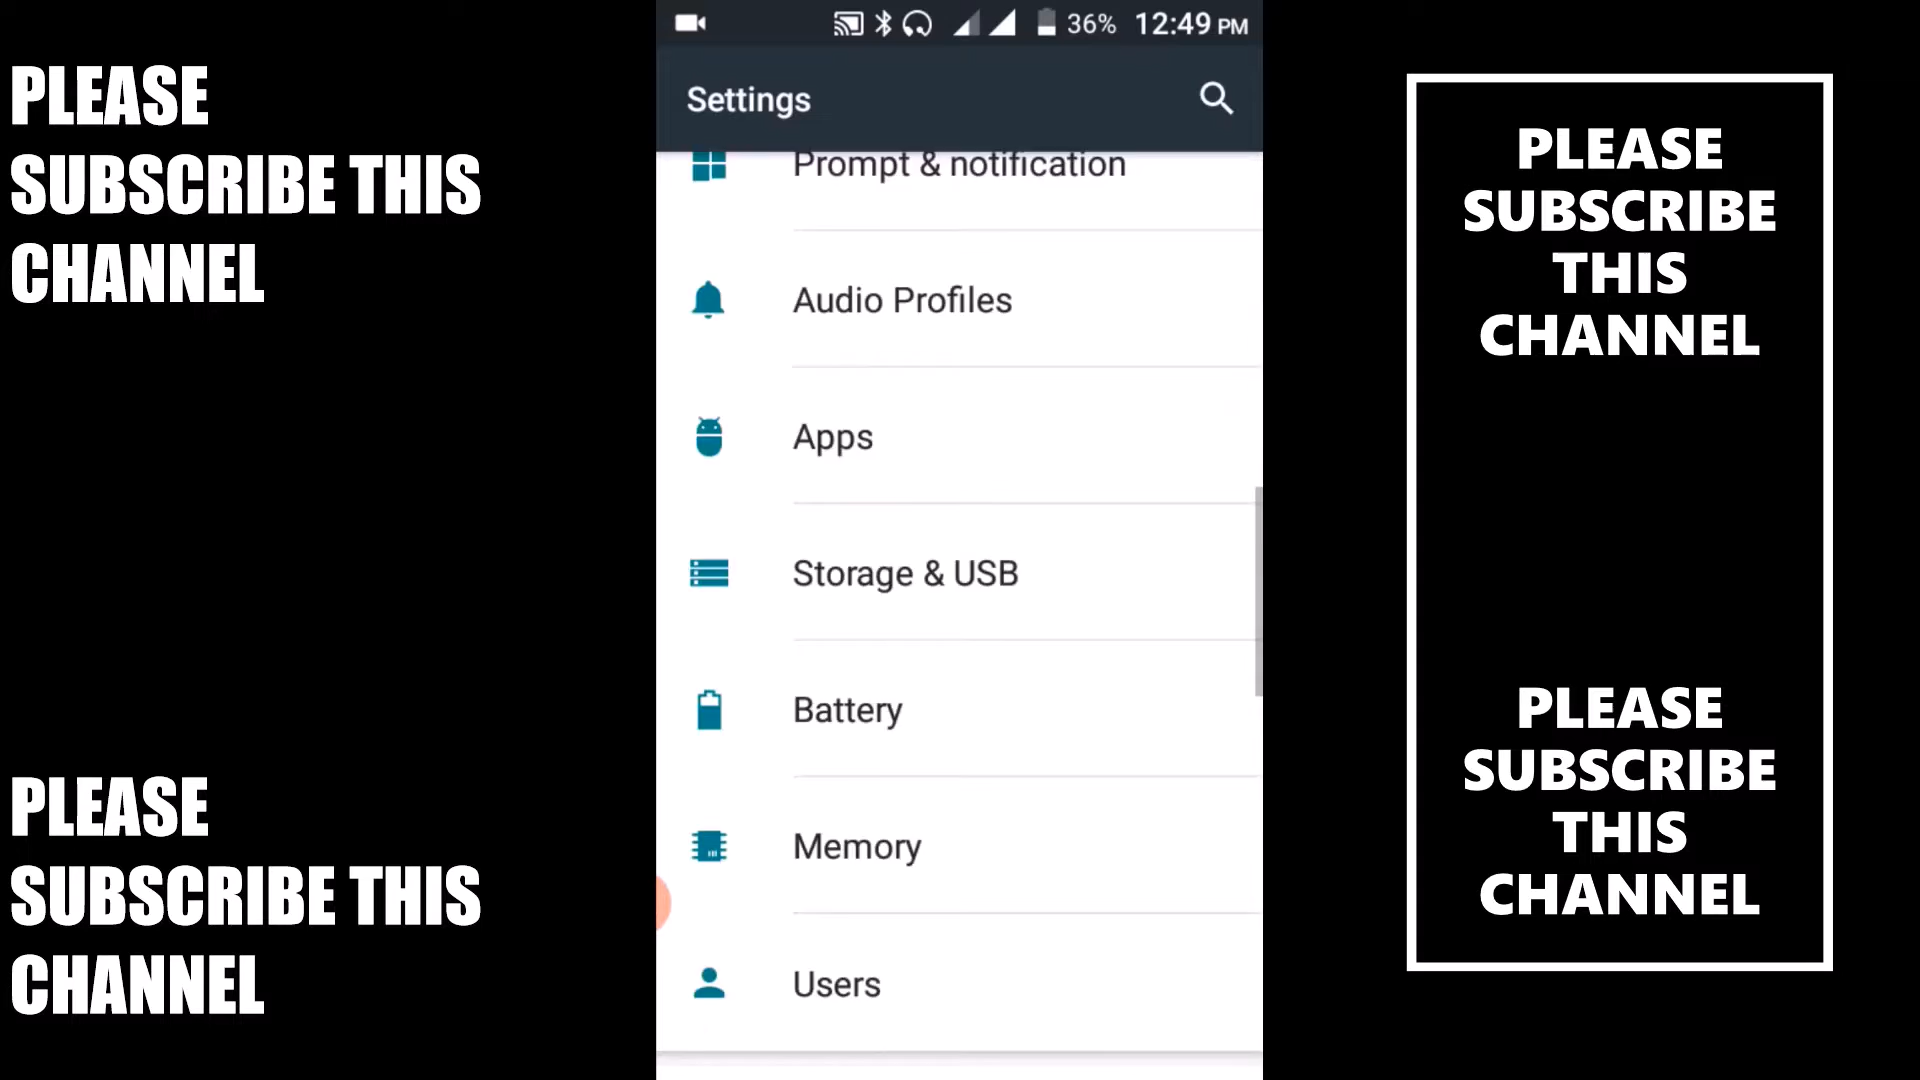 PLEASE
SUBSCRIBE THIS
CHANNEL
PLEASE
SUBSCRIBE THIS
CHANNEL
36% 12:49 PM
Settings
Prompt & notification
Audio Profiles
Apps
Storage & USB
Battery
Memory
Users
PLEASE
SUBSCRIBE
THIS
CHANNEL
PLEASE
SUBSCRIBE
THIS
CHANNEL